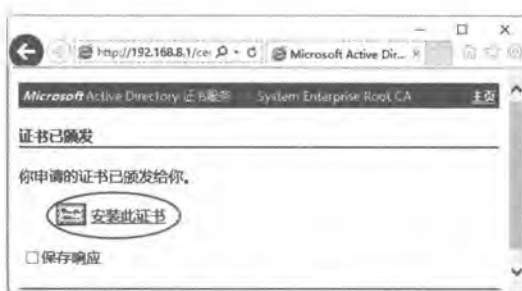 http://192.168.8.1/cer
Microsoft Active Dir...
Microsoft Active Directory 证书服务 System Enterprise Root CA 主页
证书已颁发
你申请的证书已颁发给你。
安装此证书
保存响应